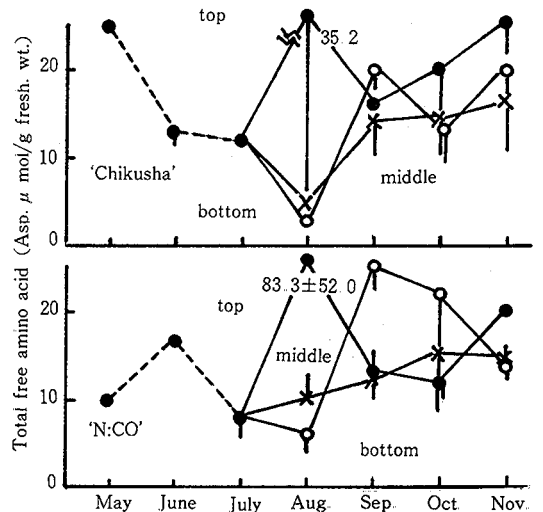 Total free amino acid (Asp. μ mol/g fresh. wt.)
top
35.2
20
10
0
'Chikusha'
middle
bottom
top
83.3±52.0
20
middle
10
'N:CO'
bottom
0
May June July Aug. Sep. Oct. Nov.